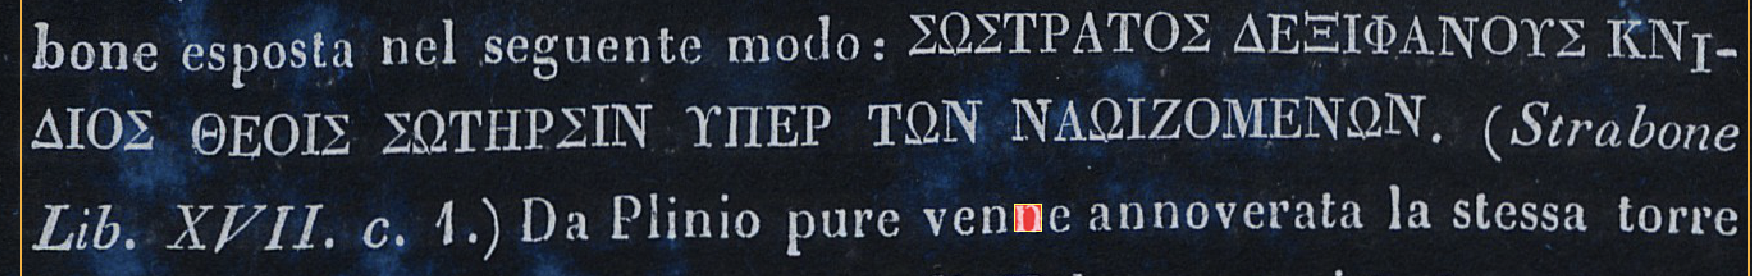 bone esposta nel seguente modo: ΣΩΣΤΡΑΤΟΣ ΔΕΞΙΦΑΝΟΥΣ ΚΝΙ-
ΔΙΟΣ ΘΕΟΙΣ ΣΩΤΗΡΣΙΝ ΥΠΕΡ ΤΩΝ ΝΑΩΙΖΟΜΕΝΩΝ. (Strabone
Lib. XVII. c. 1.) Da Plinio pure venne annoverata la stessa torre